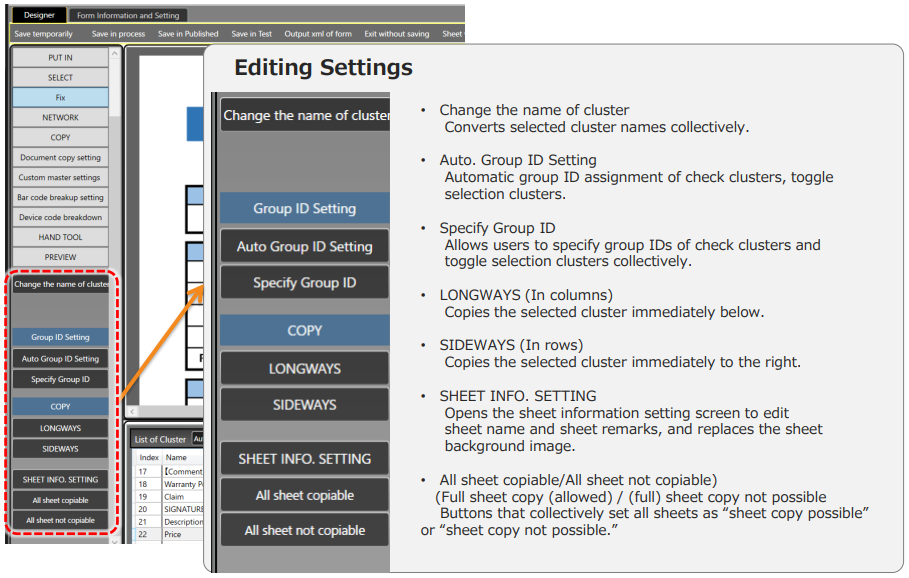 Designer
Form Information and Setting
Save temporarily Save in process Save in Published Save in Test Output xml of form Exit without saving Sheet
PUT IN
SELECT
Fix
NETWORK
COPY
Document copy setting
Custom master settings
Bar code breakup setting
Device code breakdown
HAND TOOL
PREVIEW
Change the name of cluster
Group ID Setting
Auto Group ID Setting
Specify Group ID
COPY
LONGWAYS
SIDEWAYS
SHEET INFO. SETTING
All sheet copiable
All sheet not copiable
List of Cluster
Index Name
17 【Comment
18 Warranty P
19 Claim
20 SIGNATURE
21 Description
22 Price
Editing Settings
Change the name of cluster
Group ID Setting
Auto Group ID Setting
Specify Group ID
COPY
LONGWAYS
SIDEWAYS
SHEET INFO. SETTING
All sheet copiable
All sheet not copiable
• Change the name of cluster
Converts selected cluster names collectively.
• Auto. Group ID Setting
Automatic group ID assignment of check clusters, toggle
selection clusters.
• Specify Group ID
Allows users to specify group IDs of check clusters and
toggle selection clusters collectively.
• LONGWAYS (In columns)
Copies the selected cluster immediately below.
• SIDEWAYS (In rows)
Copies the selected cluster immediately to the right.
• SHEET INFO. SETTING
Opens the sheet information setting screen to edit
sheet name and sheet remarks, and replaces the sheet
background image.
• All sheet copiable/All sheet not copiable)
(Full sheet copy (allowed) / (full) sheet copy not possible
Buttons that collectively set all sheets as “sheet copy possible”
or “sheet copy not possible.”